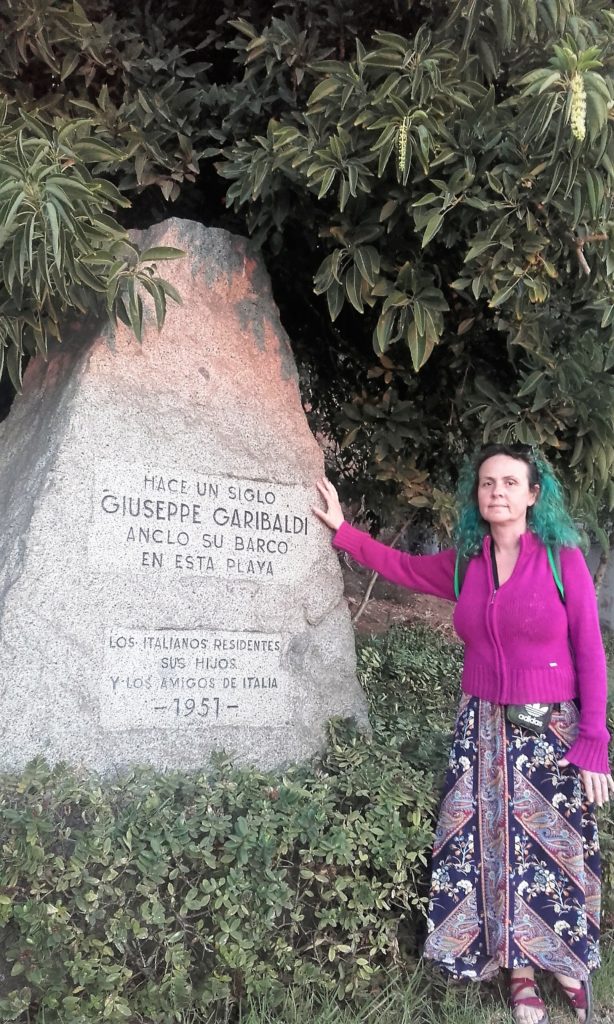 HACE UN SIGLO
GIUSEPPE GARIBALDI
ANCLO SU BARCO
EN ESTA PLAYA
LOS·ITALIANOS RESIDENTES
SUS HIJOS
Y·LOS AMIGOS DE ITALIA
-1951-
adidas